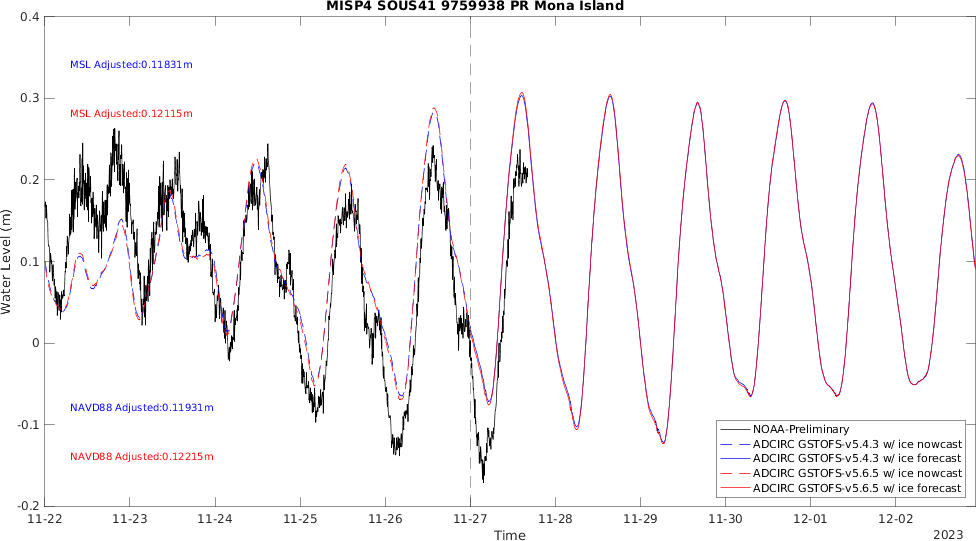 MISP4 SOUS41 9759938 PR Mona Island
0.4
MSL Adjusted:0.11831m
0.3
MSL Adjusted:0.12115m
0.2
Water Level (m)
0.1
0
NAVD88 Adjusted:0.11931m
-0.1
NAVD88 Adjusted:0.12215m
-0.2
NOAA-Preliminary
ADCIRC GSTOFS-v5.4.3 w/ ice nowcast
ADCIRC GSTOFS-v5.4.3 w/ ice forecast
ADCIRC GSTOFS-v5.6.5 w/ ice nowcast
ADCIRC GSTOFS-v5.6.5 w/ ice forecast
11-22 11-23 11-24 11-25 11-26 11-27 11-28 11-29 11-30 12-01 12-02
Time
2023